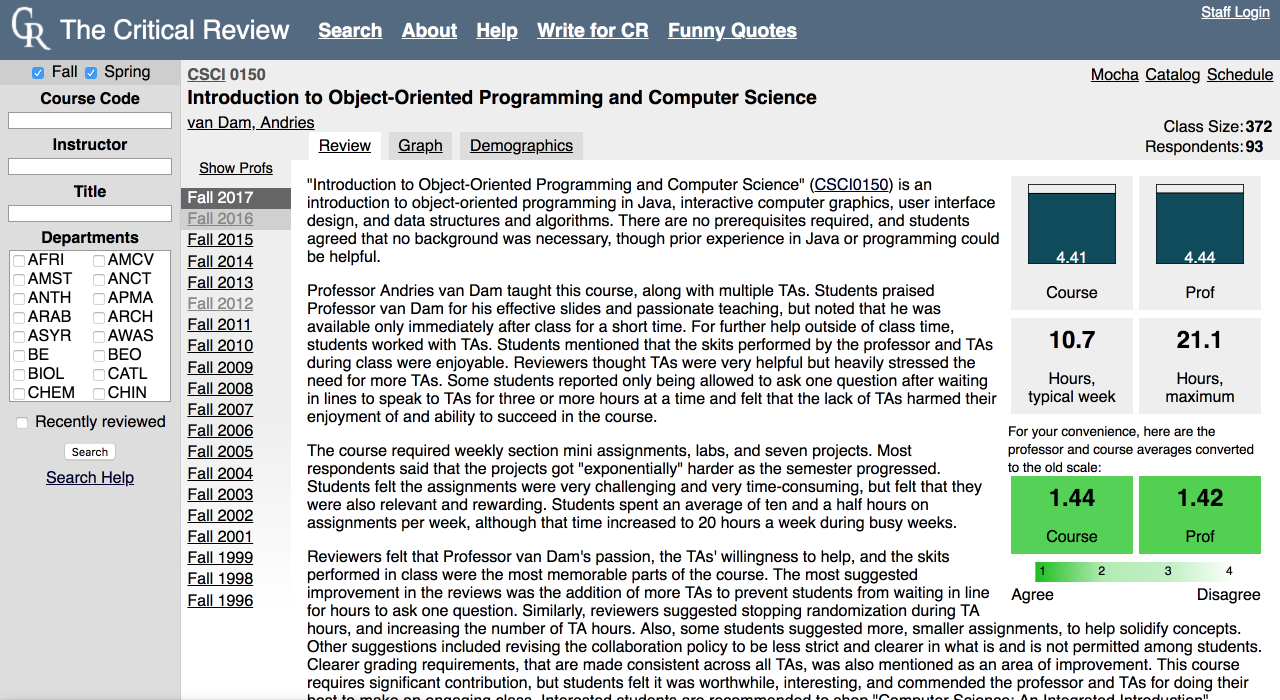 CR The Critical Review Search About Help Write for CR Funny Quotes Staff Login
Fall Spring
Course Code
Instructor
Title
Departments
AFRI AMCV
AMST ANCT
ANTH APMA
ARAB ARCH
ASYR AWAS
BE BEO
BIOL CATL
CHEM CHIN
Recently reviewed
Search
Search Help
CSCI 0150
Mocha Catalog Schedule
Introduction to Object-Oriented Programming and Computer Science
van Dam, Andries
Class Size: 372
Respondents: 93
Review Graph Demographics
Show Profs
Fall 2017
Fall 2016
Fall 2015
Fall 2014
Fall 2013
Fall 2012
Fall 2011
Fall 2010
Fall 2009
Fall 2008
Fall 2007
Fall 2006
Fall 2005
Fall 2004
Fall 2003
Fall 2002
Fall 2001
Fall 1999
Fall 1998
Fall 1996
"Introduction to Object-Oriented Programming and Computer Science" (CSCI0150) is an
introduction to object-oriented programming in Java, interactive computer graphics, user interface
design, and data structures and algorithms. There are no prerequisites required, and students
agreed that no background was necessary, though prior experience in Java or programming could
be helpful.
Professor Andries van Dam taught this course, along with multiple TAs. Students praised
Professor van Dam for his effective slides and passionate teaching, but noted that he was
available only immediately after class for a short time. For further help outside of class time,
students worked with TAs. Students mentioned that the skits performed by the professor and TAs
during class were enjoyable. Reviewers thought TAs were very helpful but heavily stressed the
need for more TAs. Some students reported only being allowed to ask one question after waiting
in lines to speak to TAs for three or more hours at a time and felt that the lack of TAs harmed their
enjoyment of and ability to succeed in the course.
The course required weekly section mini assignments, labs, and seven projects. Most
respondents said that the projects got "exponentially" harder as the semester progressed.
Students felt the assignments were very challenging and very time-consuming, but felt that they
were also relevant and rewarding. Students spent an average of ten and a half hours on
assignments per week, although that time increased to 20 hours a week during busy weeks.
Reviewers felt that Professor van Dam's passion, the TAs' willingness to help, and the skits
performed in class were the most memorable parts of the course. The most suggested
improvement in the reviews was the addition of more TAs to prevent students from waiting in line
for hours to ask one question. Similarly, reviewers suggested stopping randomization during TA
hours, and increasing the number of TA hours. Also, some students suggested more, smaller assignments, to help solidify concepts.
Other suggestions included revising the collaboration policy to be less strict and clearer in what is and is not permitted among students.
Clearer grading requirements, that are made consistent across all TAs, was also mentioned as an area of improvement. This course
requires significant contribution, but students felt it was worthwhile, interesting, and commended the professor and TAs for doing their
best to make an engaging class. Interested students are recommended to shop "Computer Science: An Integrated Introduction"
4.41 4.44
Course Prof
10.7 21.1
Hours, Hours,
typical week maximum
For your convenience, here are the
professor and course averages converted
to the old scale:
1.44 1.42
Course Prof
1 2 3 4
Agree Disagree